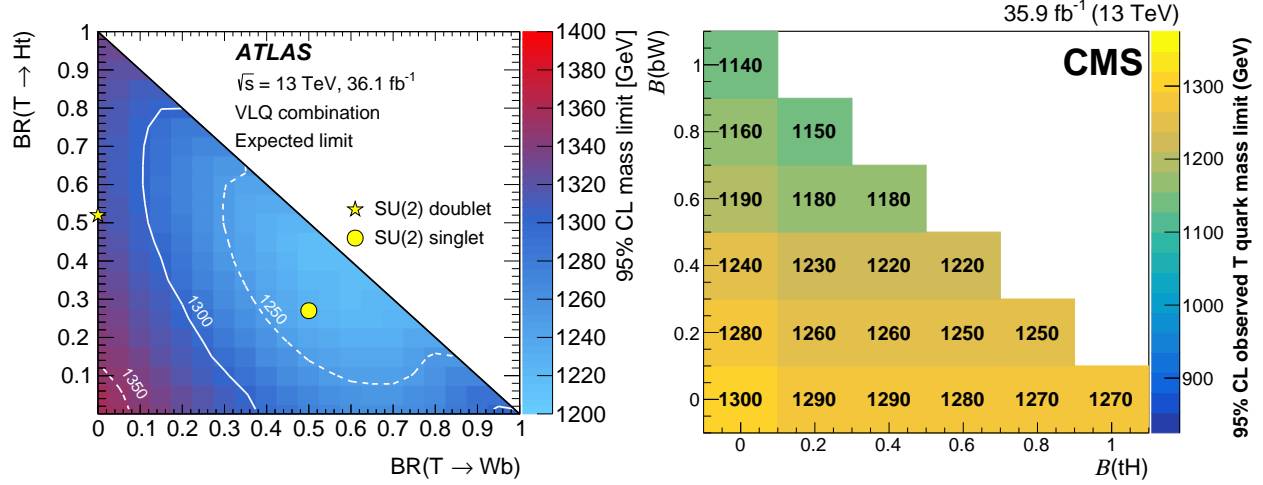 ATLAS
√s = 13 TeV, 36.1 fb⁻¹
VLQ combination
Expected limit
SU(2) doublet
SU(2) singlet
1300
1250
1350
BR(T → Ht)
1
0.9
0.8
0.7
0.6
0.5
0.4
0.3
0.2
0.1
0 0.1 0.2 0.3 0.4 0.5 0.6 0.7 0.8 0.9 1
BR(T → Wb)
1400
1380
1360
1340
1320
1300
1280
1260
1240
1220
1200
95% CL mass limit [GeV]
35.9 fb⁻¹ (13 TeV)
CMS
B(bW)
1
0.8
0.6
0.4
0.2
0
1140
1160 1150
1190 1180 1180
1240 1230 1220 1220
1280 1260 1260 1250 1250
1300 1290 1290 1280 1270 1270
0 0.2 0.4 0.6 0.8 1
B(tH)
1300
1200
1100
1000
900
95% CL observed T quark mass limit (GeV)